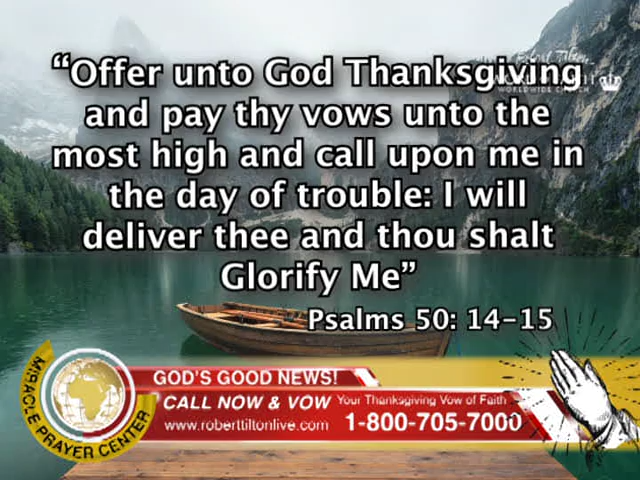 “Offer unto God Thanksgiving
and pay thy vows unto the
most high and call upon me in
the day of trouble: I will
deliver thee and thou shalt
Glorify Me”
Psalms 50: 14-15
WORLDWIDE CHURCH
GOD'S GOOD NEWS!
CALL NOW & VOW Your Thanksgiving Vow of Faith
www.roberttiltonlive.com 1-800-705-7000
MIRACLE PRAYER CENTER